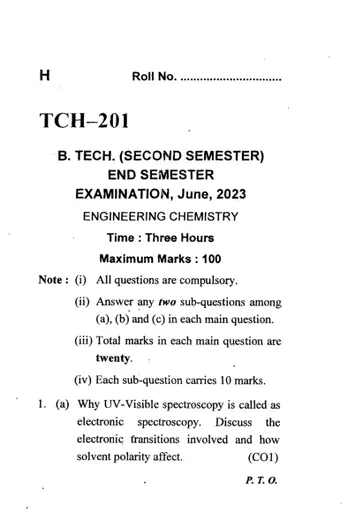 H Roll No. ...............................
TCH–201
B. TECH. (SECOND SEMESTER)
END SEMESTER
EXAMINATION, June, 2023
ENGINEERING CHEMISTRY
Time : Three Hours
Maximum Marks : 100
Note : (i) All questions are compulsory.
(ii) Answer any two sub-questions among
(a), (b) and (c) in each main question.
(iii) Total marks in each main question are
twenty.
(iv) Each sub-question carries 10 marks.
1. (a) Why UV-Visible spectroscopy is called as
electronic spectroscopy. Discuss the
electronic transitions involved and how
solvent polarity affect. (CO1)
P. T. O.